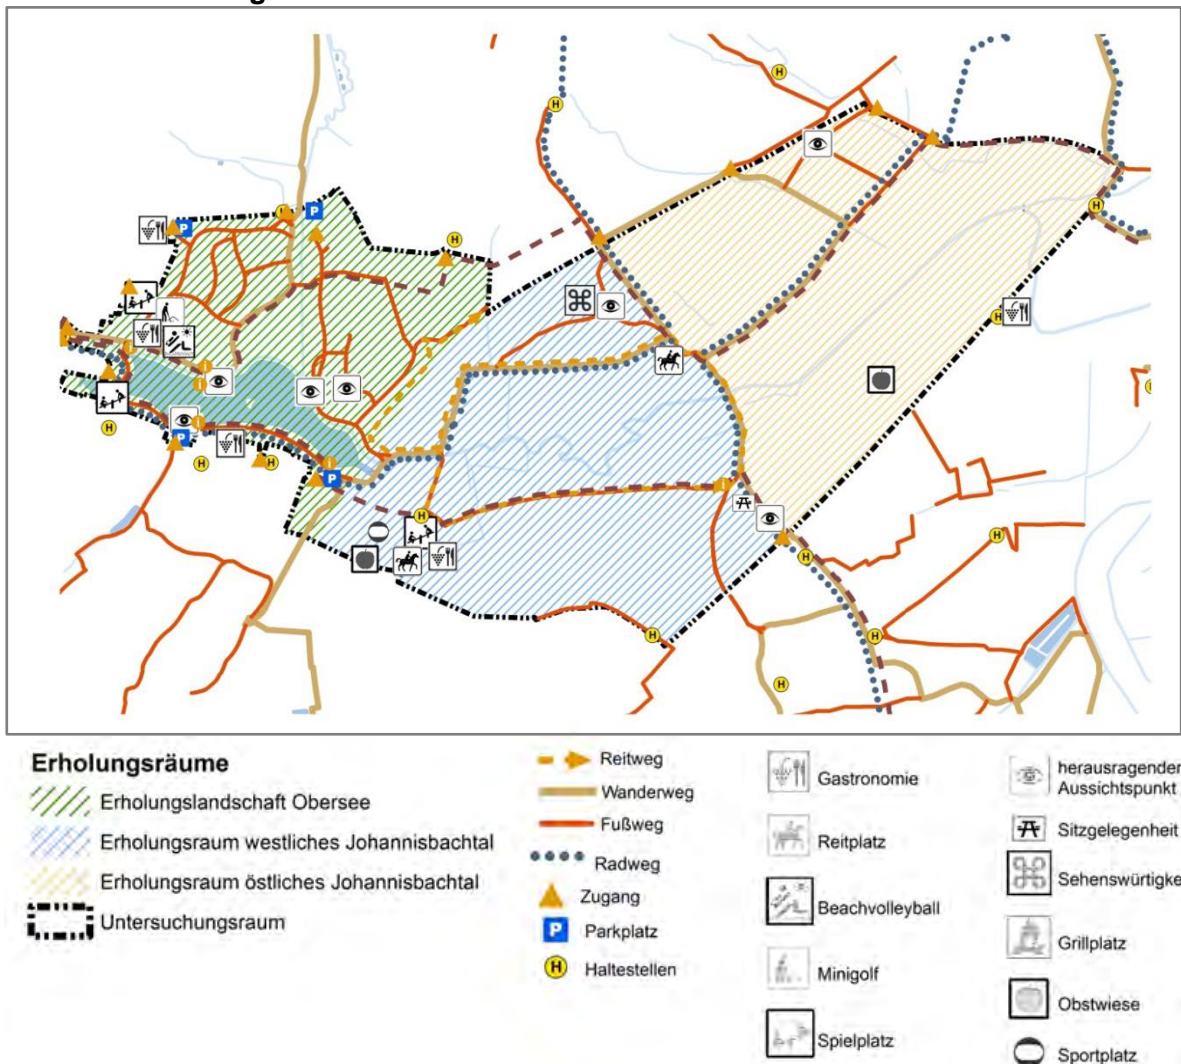 H
H
P
H
P
H
H
H
i
i
i
i
P
H
H
H
i
P
i
H
H
H
H
H
H
H
Erholungsräume
Erholungslandschaft Obersee
Erholungsraum westliches Johannisbachtal
Erholungsraum östliches Johannisbachtal
Untersuchungsraum
Reitweg
Wanderweg
Fußweg
Radweg
Zugang
P Parkplatz
H Haltestellen
Gastronomie
Reitplatz
Beachvolleyball
Minigolf
Spielplatz
herausragender
Aussichtspunkt
Sitzgelegenheit
Sehenswürtigke
Grillplatz
Obstwiese
Sportplatz